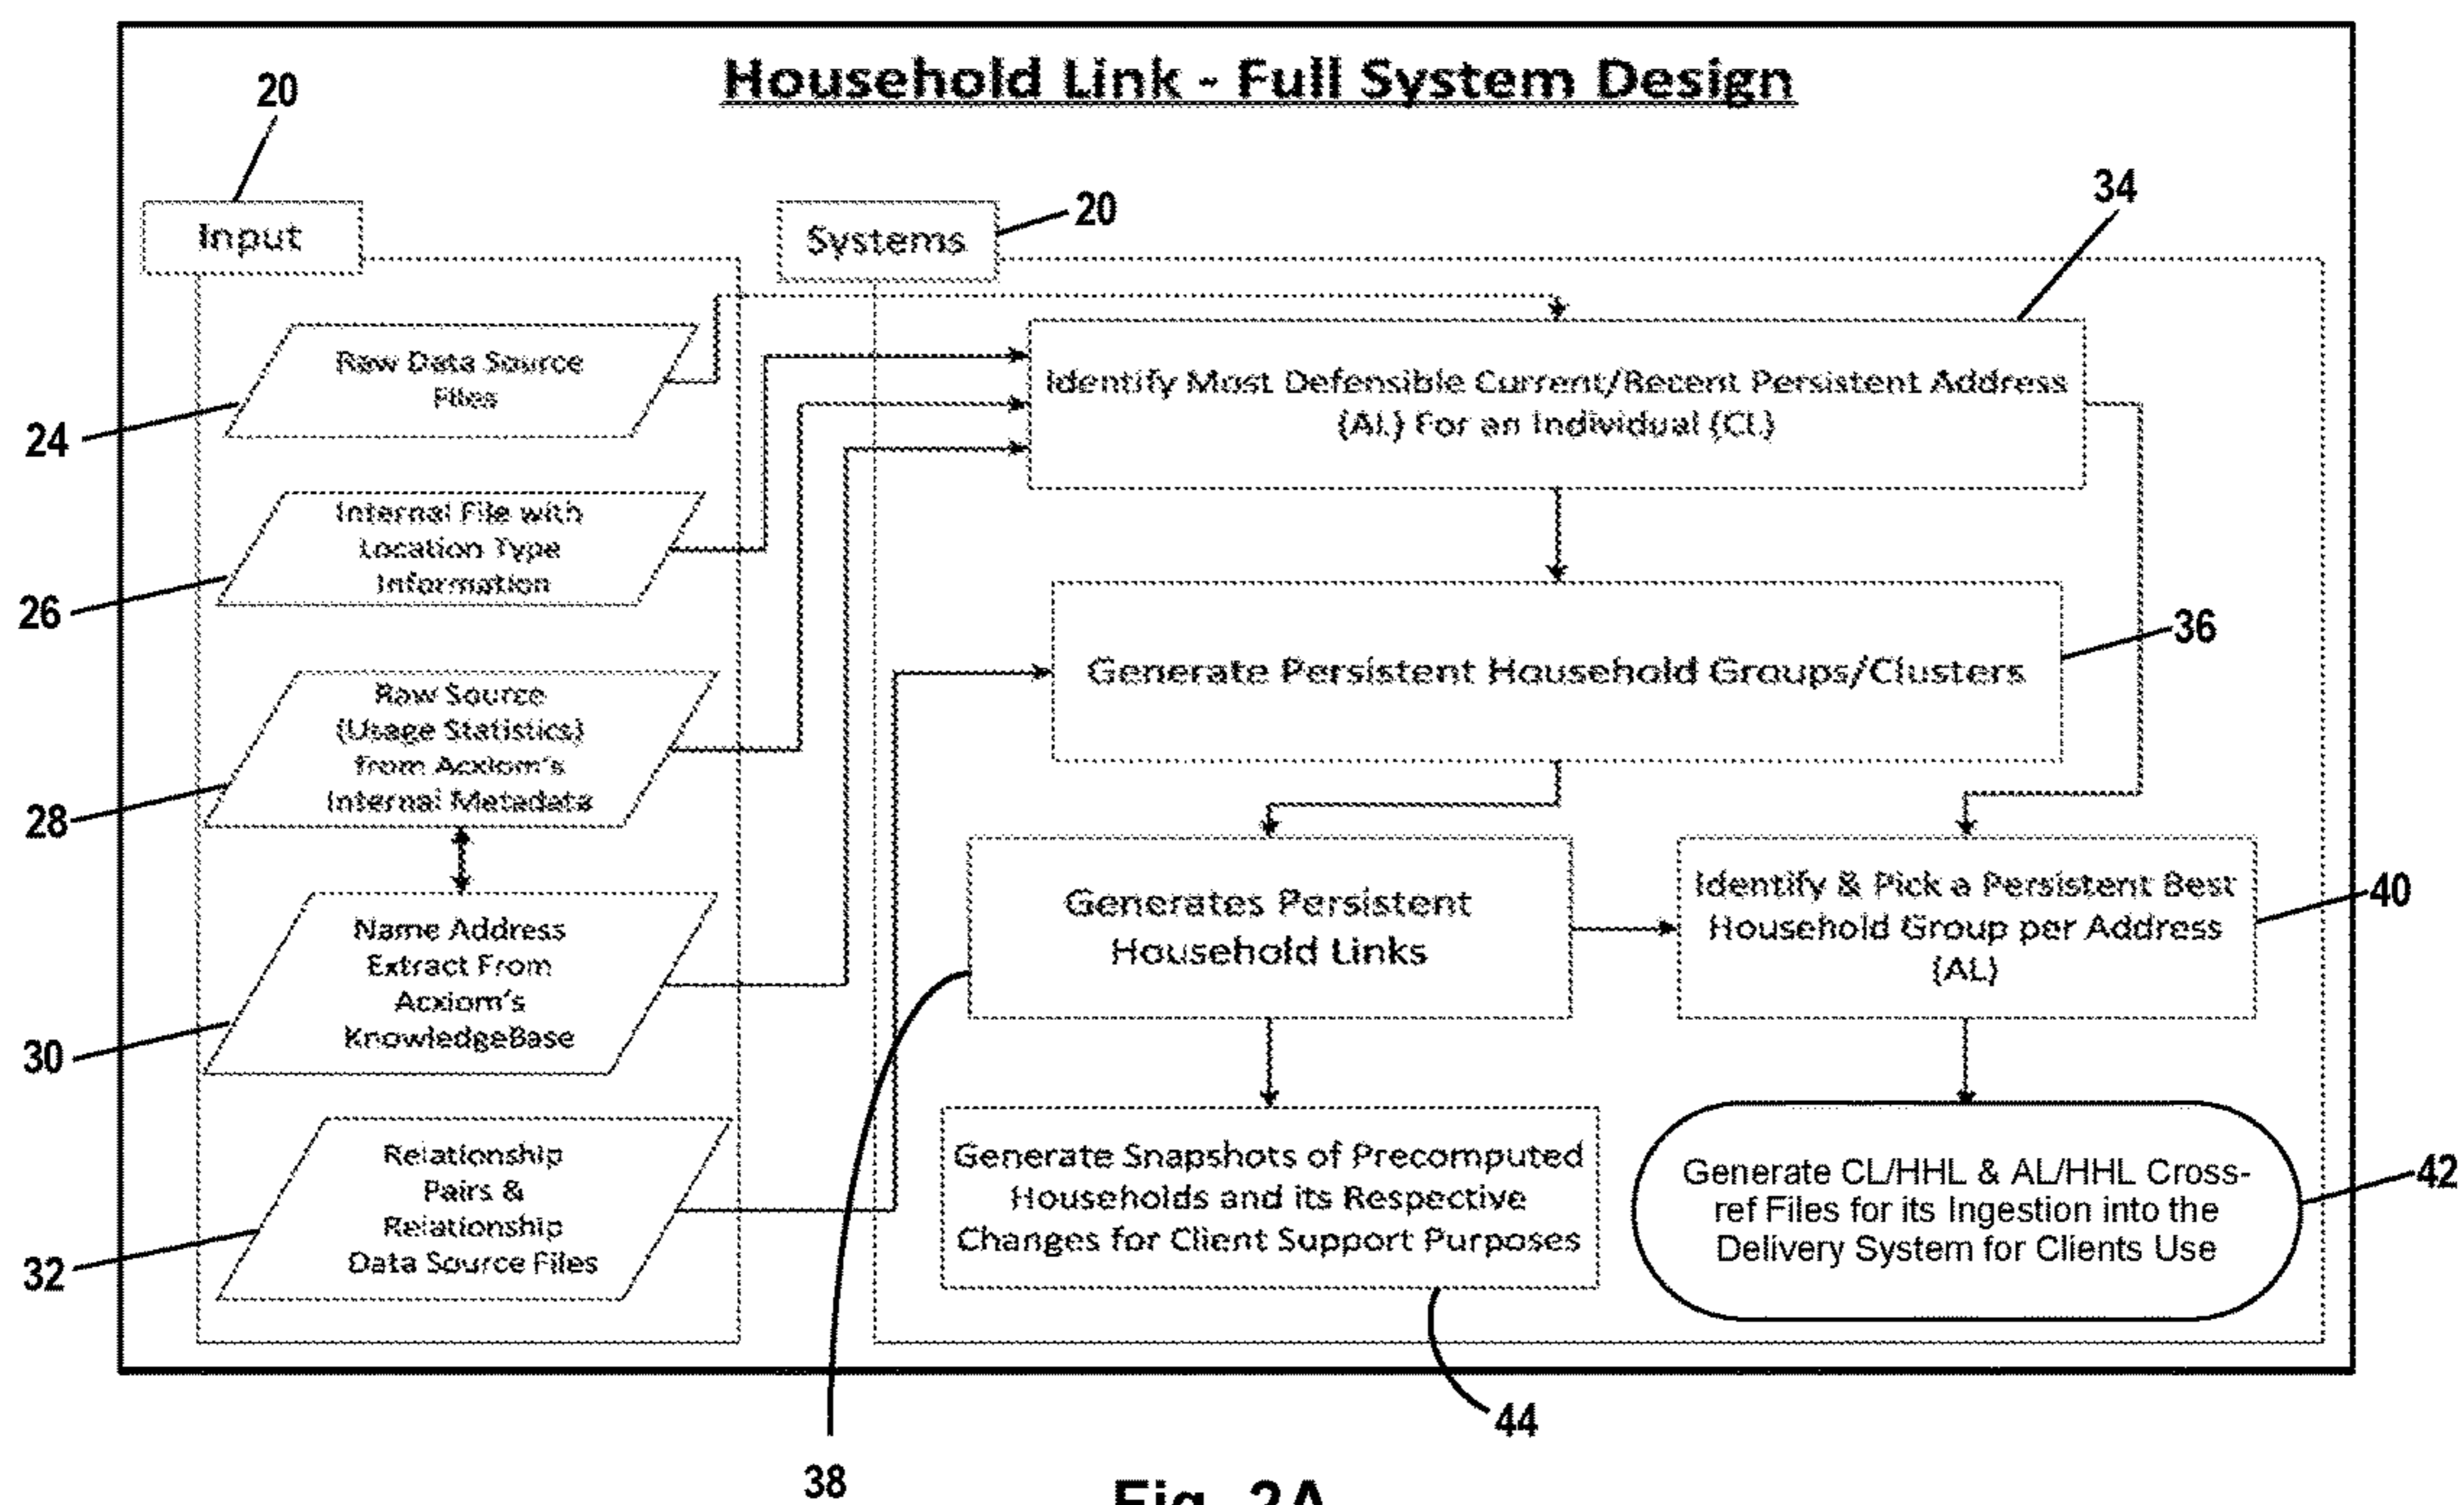 Household Link - Full System Design
20
Input
Systems
20
34
Raw Data Source
Files
24
Identify Most Defensible Current/Recent Persistent Address
(AL) For an Individual (CL)
Internal File with
Location Type
Information
26
36
Generate Persistent Household Groups/Clusters
Raw Source
(Usage Statistics)
from Acxiom's
Internal Metadata
28
Name Address
Extract From
Acxiom's
KnowledgeBase
30
Generates Persistent
Household Links
Identify & Pick a Persistent Best
Household Group per Address
(AL)
40
Relationship
Pairs &
Relationship
Data Source Files
32
Generate Snapshots of Precomputed
Households and its Respective
Changes for Client Support Purposes
Generate CL/HHL & AL/HHL Cross-
ref Files for its Ingestion into the
Delivery System for Clients Use
42
44
38
Fig. 2A